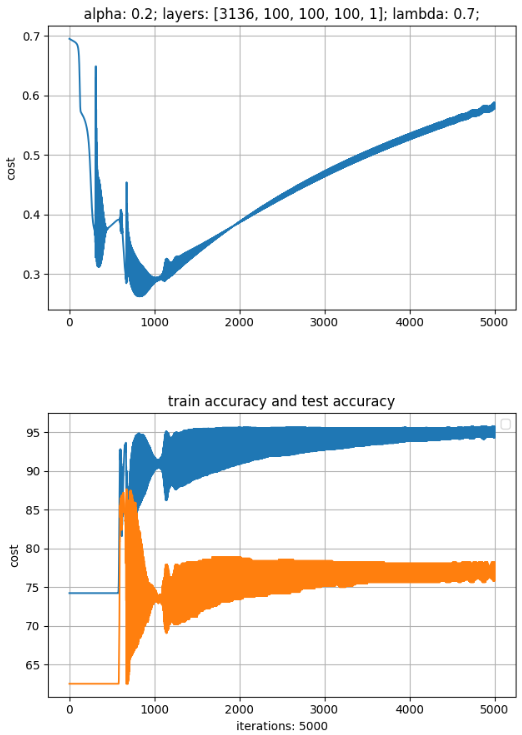 alpha: 0.2; layers: [3136, 100, 100, 100, 1]; lambda: 0.7;
0.7
0.6
0.5
0.4
0.3
cost
0 1000 2000 3000 4000 5000
train accuracy and test accuracy
95
90
85
80
75
70
65
cost
0 1000 2000 3000 4000 5000
iterations: 5000